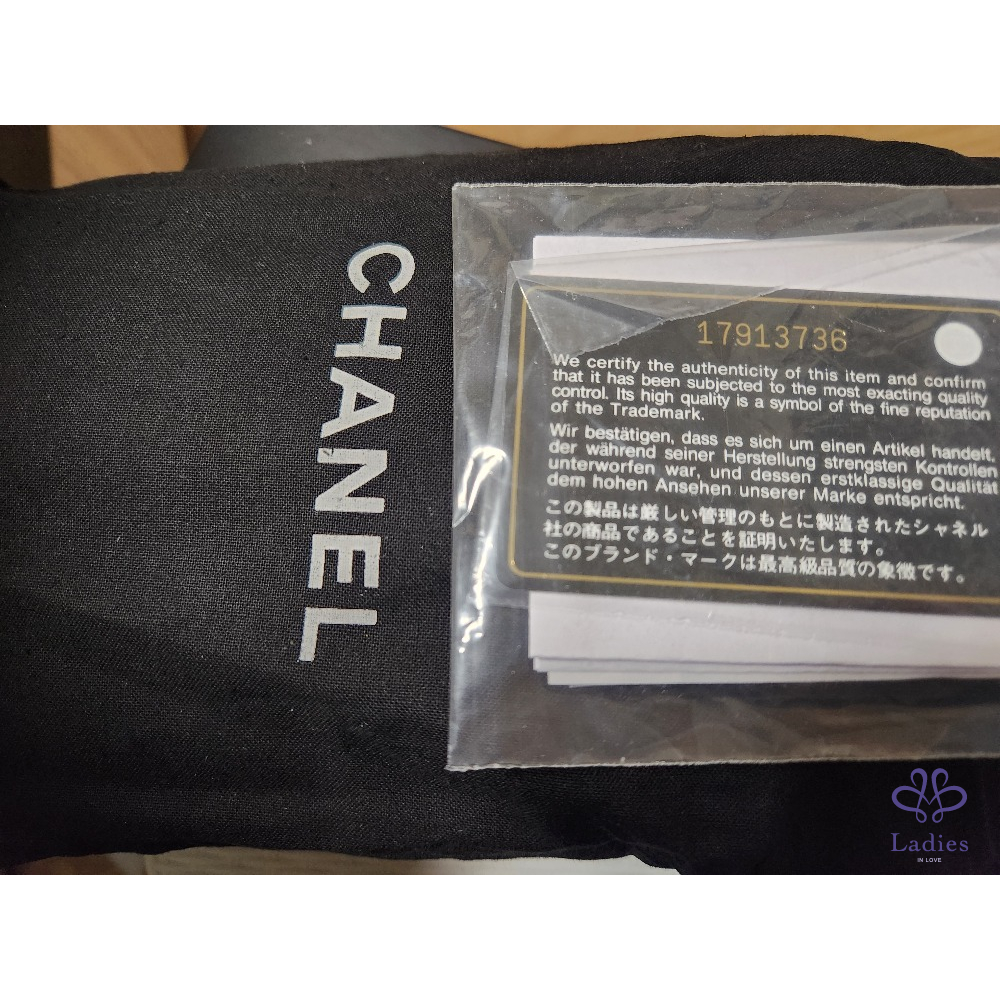 CHANEL
17913736
We certify the authenticity of this item and confirm
that it has been subjected to the most exacting quality
control. Its high quality is a symbol of the fine reputation
of the Trademark.
Wir bestätigen, dass es sich um einen Artikel handelt,
der während seiner Herstellung strengsten Kontrollen
unterworfen war, und dessen erstklassige Qualität
dem hohen Ansehen unserer Marke entspricht.
この製品は厳しい管理のもとに製造されたシャネル
社の商品であることを証明いたします。
このブランド・マークは最高級品質の象徴です。
Ladies
IN LOVE